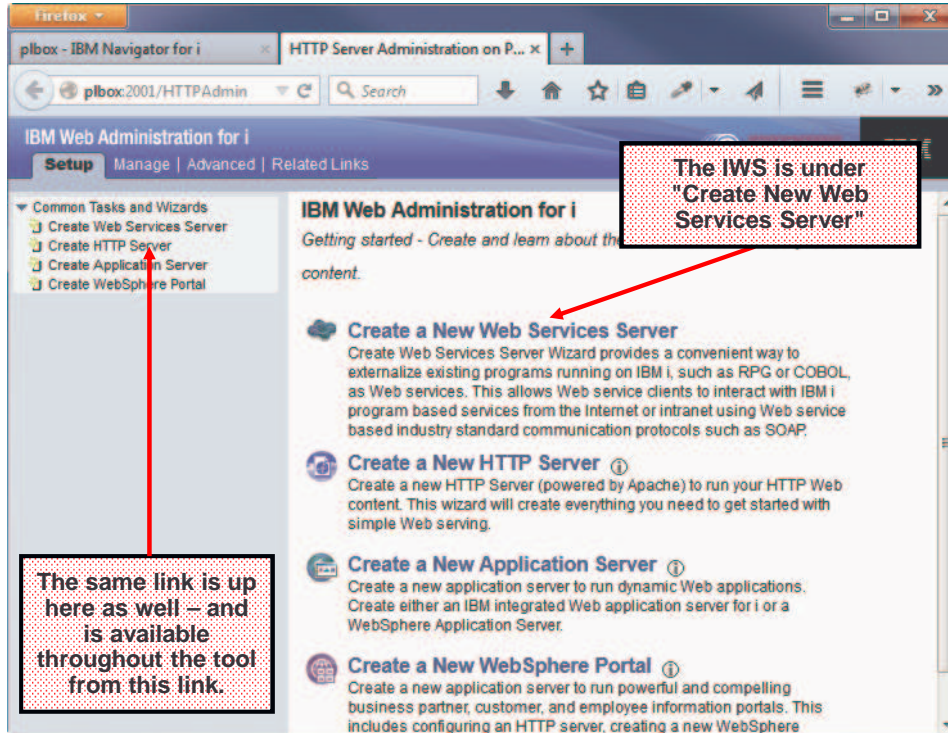 Firefox
plbox - IBM Navigator for i
HTTP Server Administration on P...
plbox:2001/HTTPAdmin
Search
IBM Web Administration for i
Setup Manage | Advanced | Related Links
Common Tasks and Wizards
Create Web Services Server
Create HTTP Server
Create Application Server
Create WebSphere Portal
The IWS is under
"Create New Web
Services Server"
IBM Web Administration for i
Getting started - Create and learn about the
content.
Create a New Web Services Server
Create Web Services Server Wizard provides a convenient way to
externalize existing programs running on IBM i, such as RPG or COBOL,
as Web services. This allows Web service clients to interact with IBM i
program based services from the Internet or intranet using Web service
based industry standard communication protocols such as SOAP.
Create a New HTTP Server
Create a new HTTP Server (powered by Apache) to run your HTTP Web
content. This wizard will create everything you need to get started with
simple Web serving.
Create a New Application Server
Create a new application server to run dynamic Web applications.
Create either an IBM integrated Web application server for i or a
WebSphere Application Server.
Create a New WebSphere Portal
Create a new application server to run powerful and compelling
business partner, customer, and employee information portals. This
includes configuring an HTTP server, creating a new WebSphere
The same link is up
here as well – and
is available
throughout the tool
from this link.